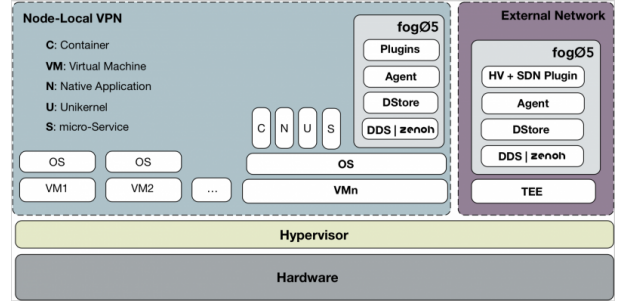 Node-Local VPN
C: Container
VM: Virtual Machine
N: Native Application
U: Unikernel
S: micro-Service
fogØ5
Plugins
Agent
DStore
DDS | zenoh
C N U S
OS
OS
OS
VM1
VM2
...
VMn
External Network
fogØ5
HV + SDN Plugin
Agent
DStore
DDS | zenoh
TEE
Hypervisor
Hardware